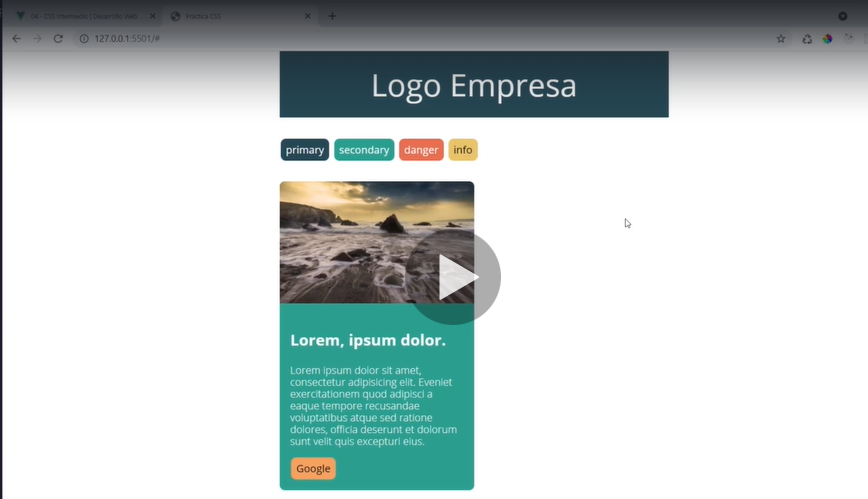 04 - CSS Intermedio | Desarrollo Web
Práctica CSS
127.0.0.1:5501/#
Logo Empresa
primary secondary danger info
Lorem, ipsum dolor.
Lorem ipsum dolor sit amet,
consectetur adipisicing elit. Eveniet
exercitationem quod adipisci a
eaque tempore recusandae
voluptatibus atque sed ratione
dolores, officia deserunt et dolorum
sunt velit quis excepturi eius.
Google